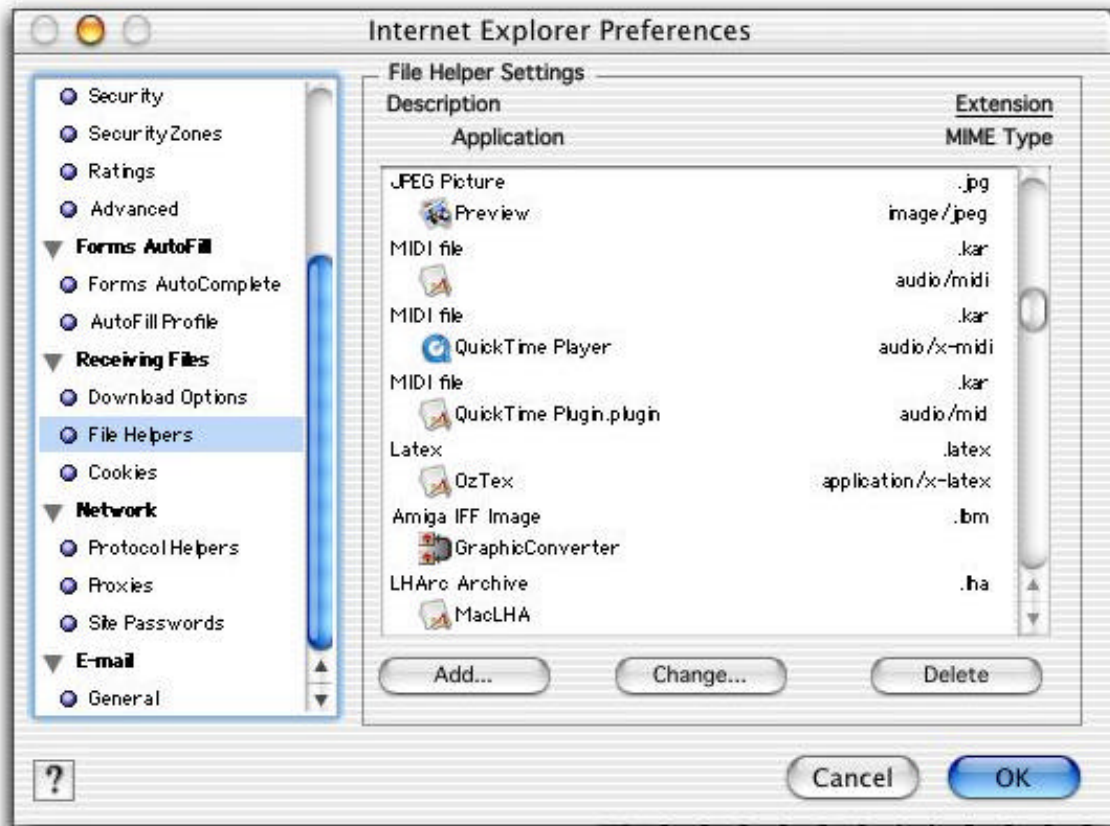 Internet Explorer Preferences
Security
Security Zones
Ratings
Advanced
Forms AutoFill
Forms AutoComplete
AutoFill Profile
Receiving Files
Download Options
File Helpers
Cookies
Network
Protocol Helpers
Proxies
Site Passwords
E-mail
General
File Helper Settings
Description Extension
Application MIME Type
JPEG Picture .jpg
Preview image/jpeg
MIDI file .kar
audio/midi
MIDI file .kar
QuickTime Player audio/x-midi
MIDI file .kar
QuickTime Plugin.plugin audio/mid
Latex .latex
OzTex application/x-latex
Amiga IFF Image .lbm
GraphicConverter
LHArc Archive .lha
MacLHA
Add... Change... Delete
? Cancel OK